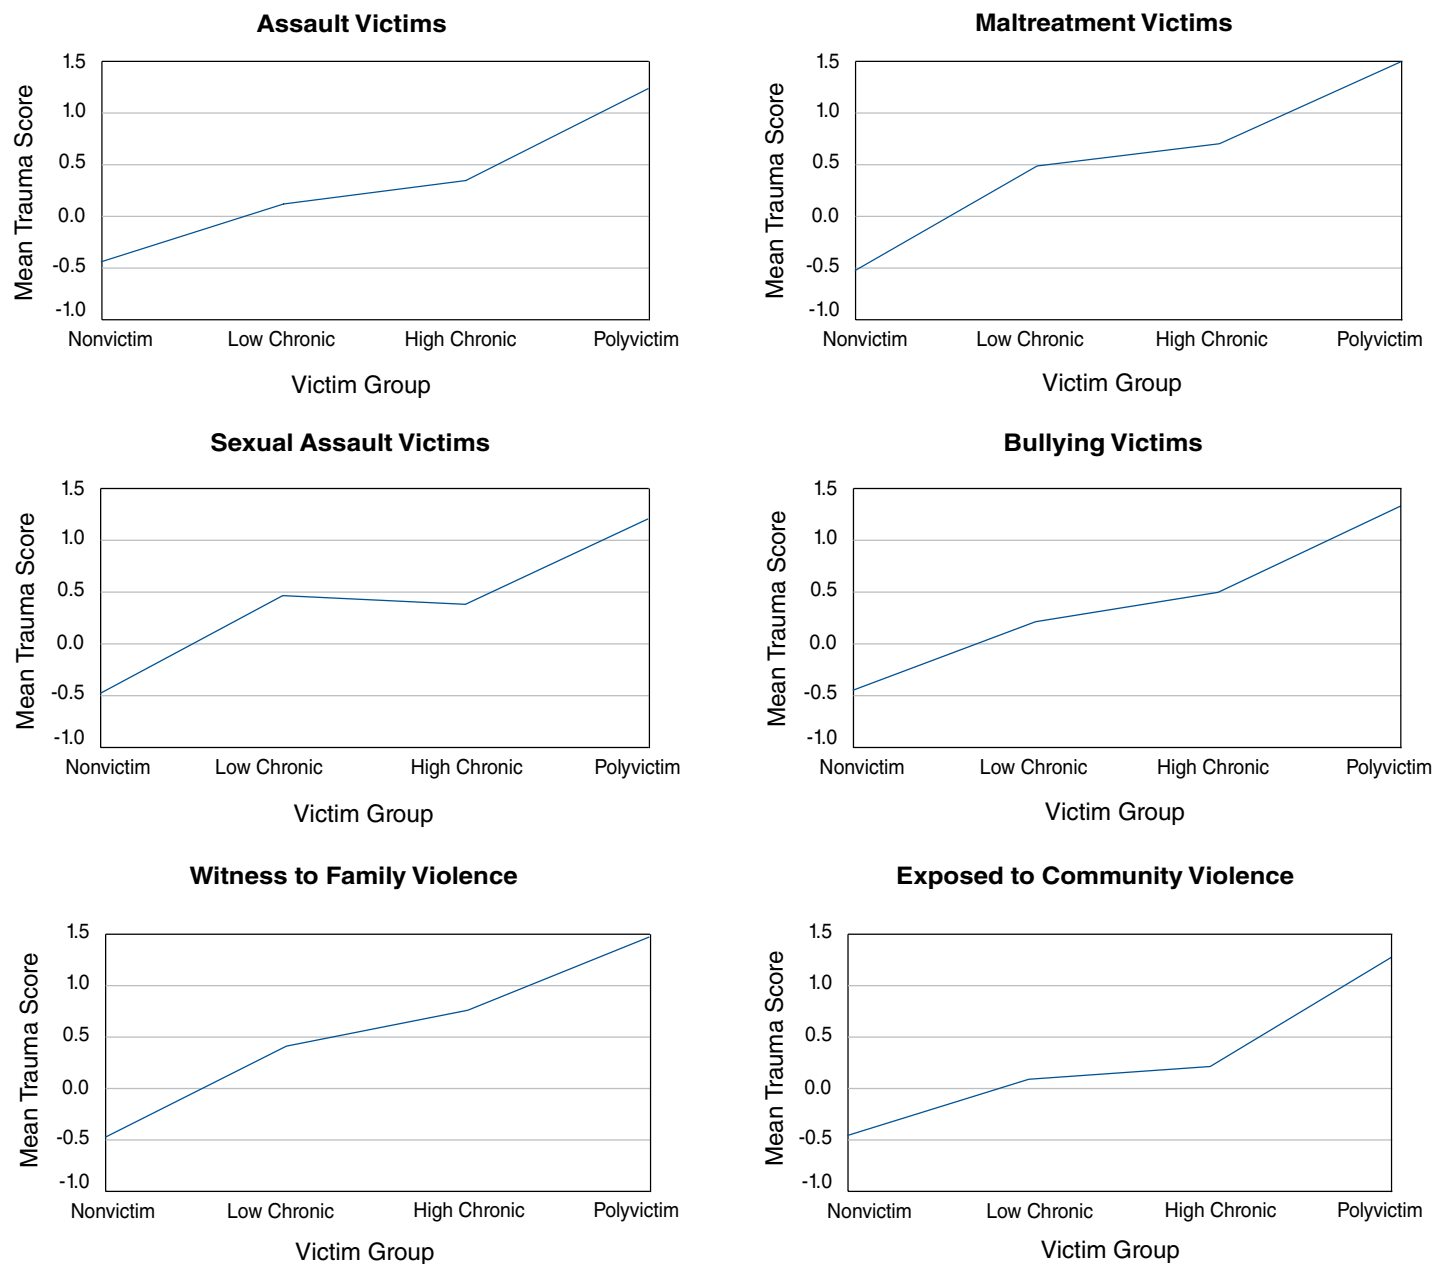 Assault Victims
1.5
1.0
0.5
0.0
-0.5
-1.0
Mean Trauma Score
Nonvictim Low Chronic High Chronic Polyvictim
Victim Group
Maltreatment Victims
1.5
1.0
0.5
0.0
-0.5
-1.0
Mean Trauma Score
Nonvictim Low Chronic High Chronic Polyvictim
Victim Group
Sexual Assault Victims
1.5
1.0
0.5
0.0
-0.5
-1.0
Mean Trauma Score
Nonvictim Low Chronic High Chronic Polyvictim
Victim Group
Bullying Victims
1.5
1.0
0.5
0.0
-0.5
-1.0
Mean Trauma Score
Nonvictim Low Chronic High Chronic Polyvictim
Victim Group
Witness to Family Violence
1.5
1.0
0.5
0.0
-0.5
-1.0
Mean Trauma Score
Nonvictim Low Chronic High Chronic Polyvictim
Victim Group
Exposed to Community Violence
1.5
1.0
0.5
0.0
-0.5
-1.0
Mean Trauma Score
Nonvictim Low Chronic High Chronic Polyvictim
Victim Group